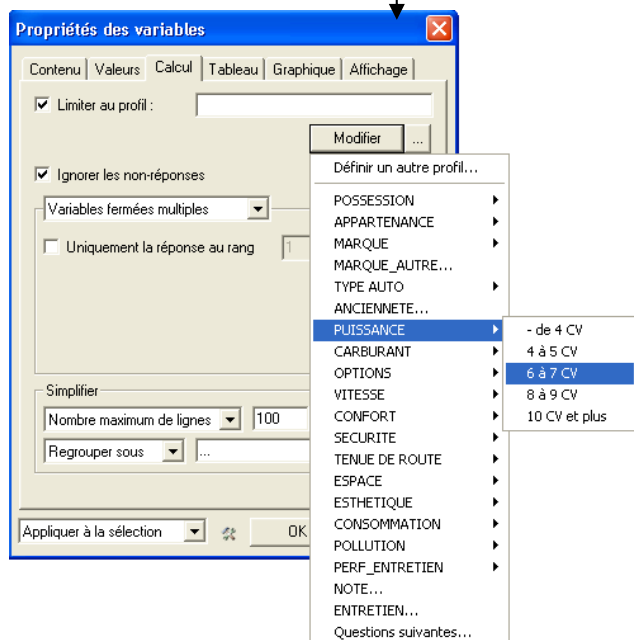 Propriétés des variables
Contenu Valeurs Calcul Tableau Graphique Affichage
Limiter au profil :
Modifier ...
Ignorer les non-réponses
Variables fermées multiples
Uniquement la réponse au rang 1
Simplifier
Nombre maximum de lignes 100
Regrouper sous ...
Appliquer à la sélection OK
Définir un autre profil...
POSSESSION
APPARTENANCE
MARQUE
MARQUE_AUTRE...
TYPE AUTO
ANCIENNETE...
PUISSANCE
CARBURANT
OPTIONS
VITESSE
CONFORT
SECURITE
TENUE DE ROUTE
ESPACE
ESTHETIQUE
CONSOMMATION
POLLUTION
PERF_ENTRETIEN
NOTE...
ENTRETIEN...
Questions suivantes...
- de 4 CV
4 à 5 CV
6 à 7 CV
8 à 9 CV
10 CV et plus